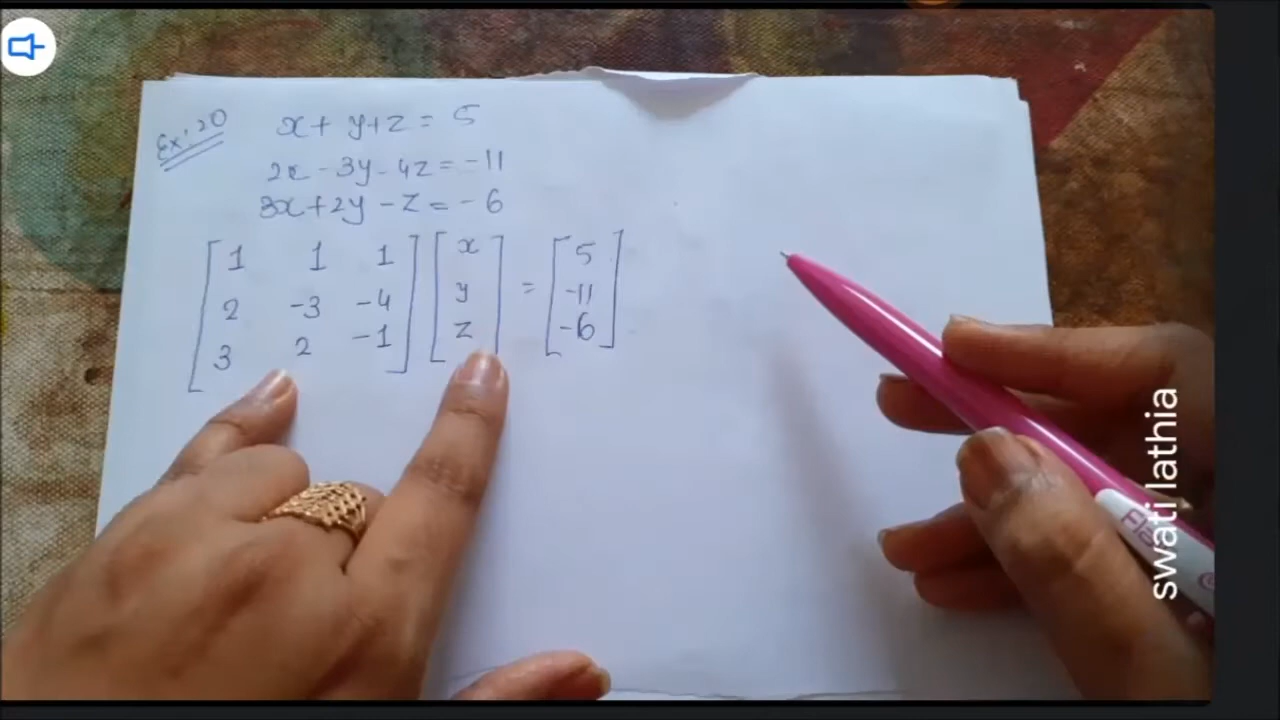 Ex:20
x + y + z = 5
2x - 3y - 4z = -11
3x + 2y - z = -6
[1 1 1] [x] = [5]
[2 -3 -4] [y] [-11]
[3 2 -1] [z] [-6]
swati lathia